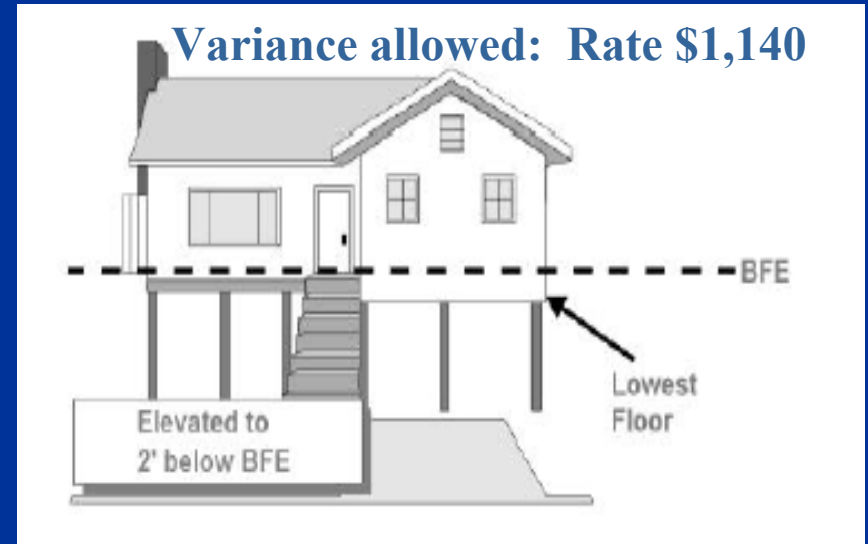 Variance allowed: Rate $1,140
BFE
Lowest
Floor
Elevated to
2' below BFE